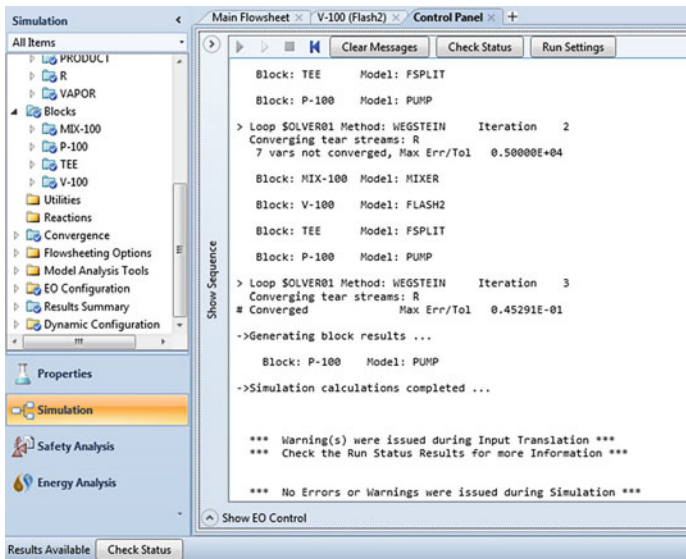 Simulation <
All Items
PRODUCT
R
VAPOR
Blocks
MIX-100
P-100
TEE
V-100
Utilities
Reactions
Convergence
Flowsheeting Options
Model Analysis Tools
EO Configuration
Results Summary
Dynamic Configuration
Properties
Simulation
Safety Analysis
Energy Analysis
Main Flowsheet × V-100 (Flash2) × Control Panel × +
Clear Messages Check Status Run Settings
Show Sequence
Block: TEE Model: FSPLIT
Block: P-100 Model: PUMP
> Loop $OLVER01 Method: WEGSTEIN Iteration 2
Converging tear streams: R
7 vars not converged, Max Err/Tol 0.50000E+04
Block: MIX-100 Model: MIXER
Block: V-100 Model: FLASH2
Block: TEE Model: FSPLIT
Block: P-100 Model: PUMP
> Loop $OLVER01 Method: WEGSTEIN Iteration 3
Converging tear streams: R
# Converged Max Err/Tol 0.45291E-01
->Generating block results ...
Block: P-100 Model: PUMP
->Simulation calculations completed ...
*** Warning(s) were issued during Input Translation ***
*** Check the Run Status Results for more Information ***
*** No Errors or Warnings were issued during Simulation ***
Show EO Control
Results Available Check Status